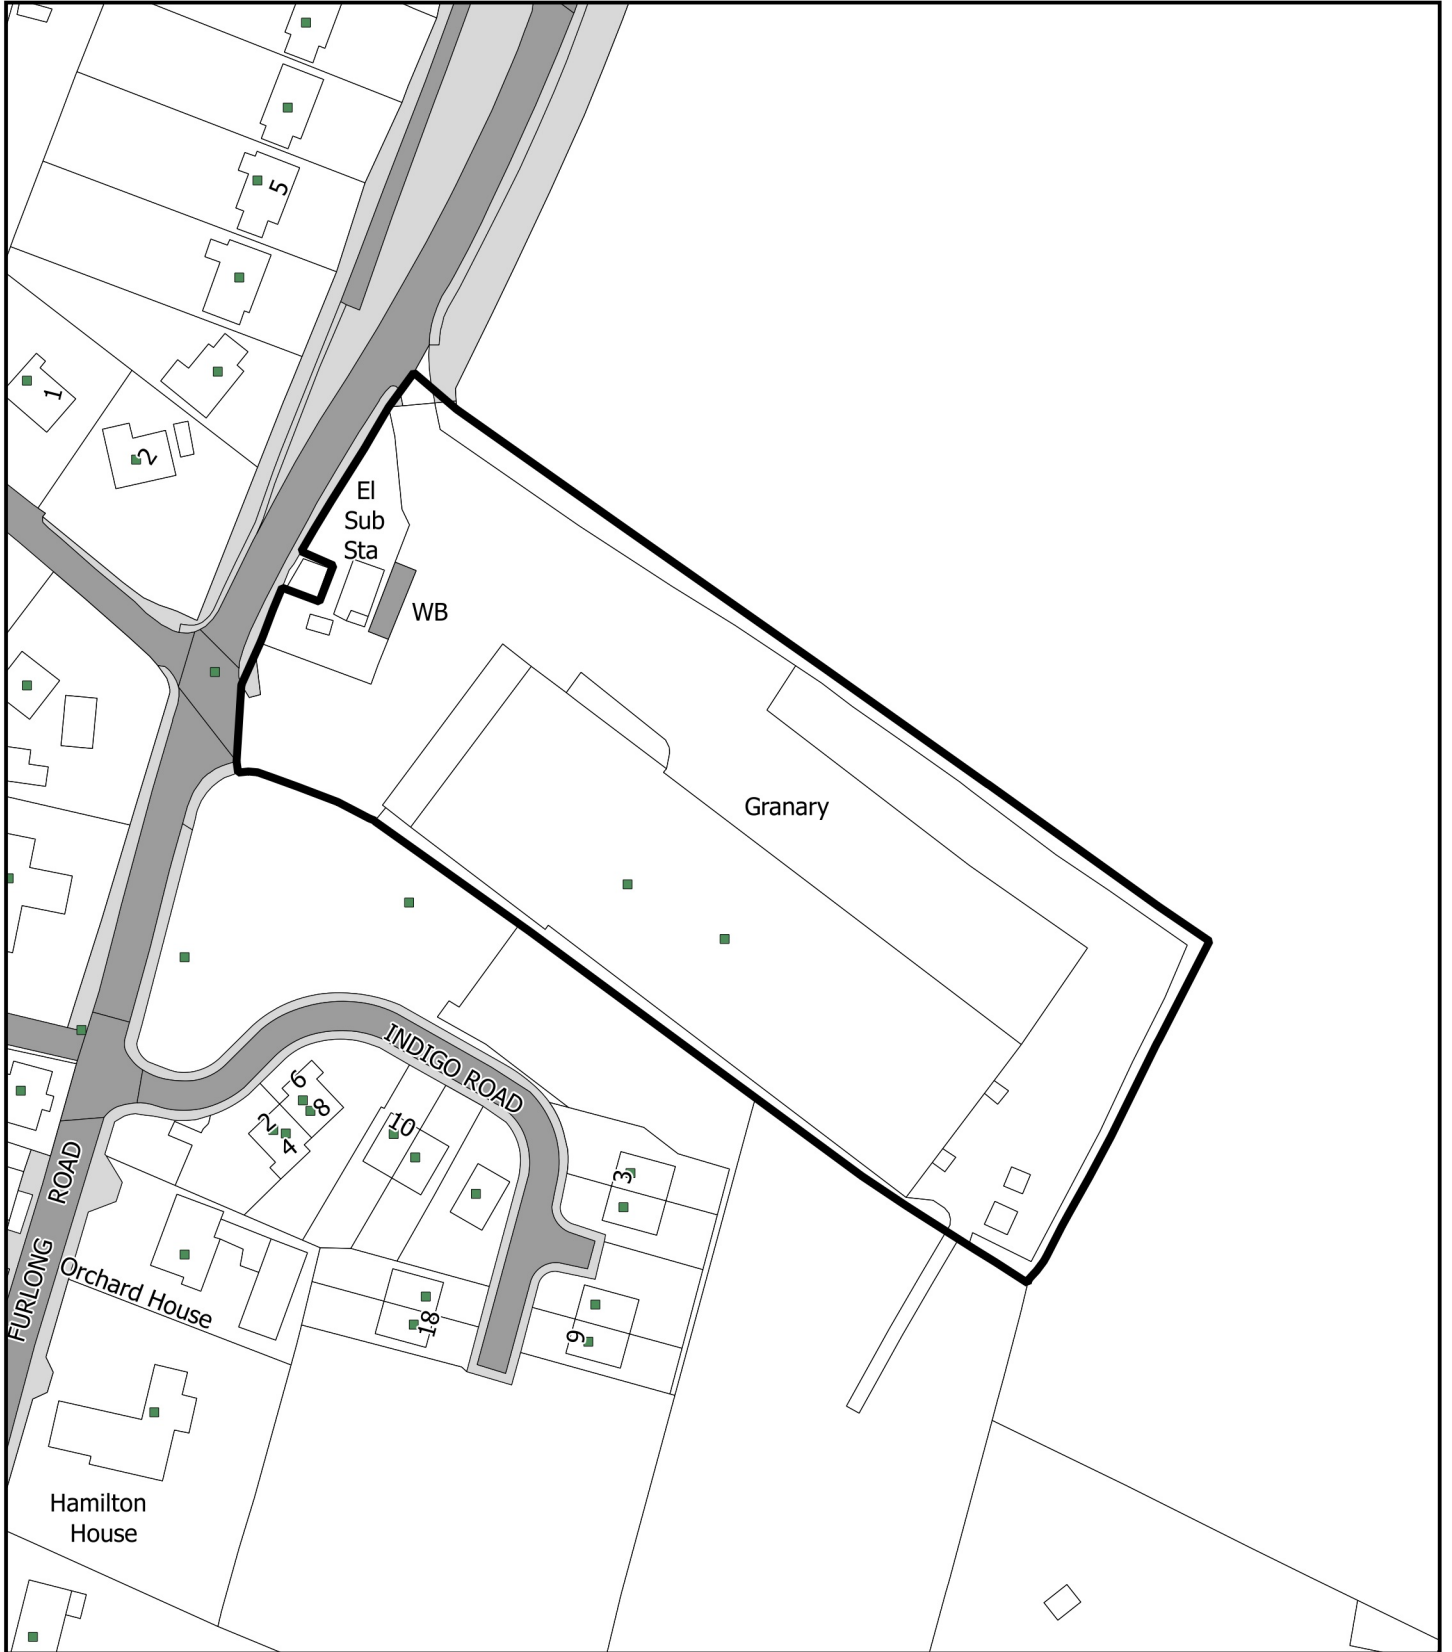 5
1
2
El
Sub
Sta
WB
Granary
INDIGO ROAD
6
8
2
4
10
3
FURLONG ROAD
Orchard House
18
9
Hamilton
House